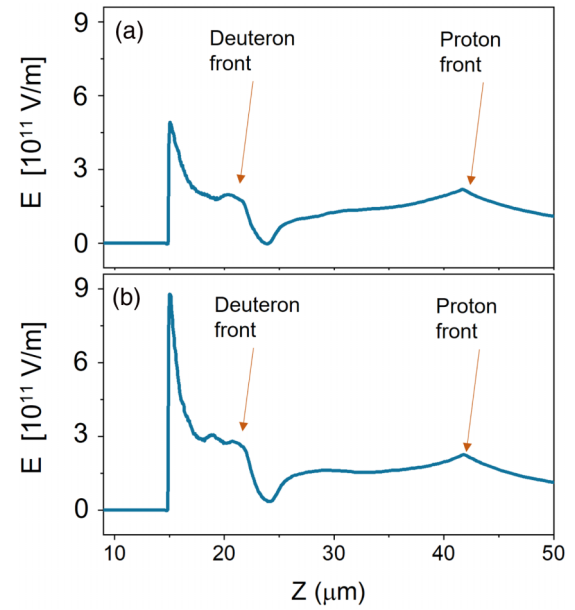 (a)
Deuteron
front
Proton
front
9
6
3
0
E [10¹¹ V/m]
(b)
Deuteron
front
Proton
front
9
6
3
0
E [10¹¹ V/m]
10 20 30 40 50
Z (μm)